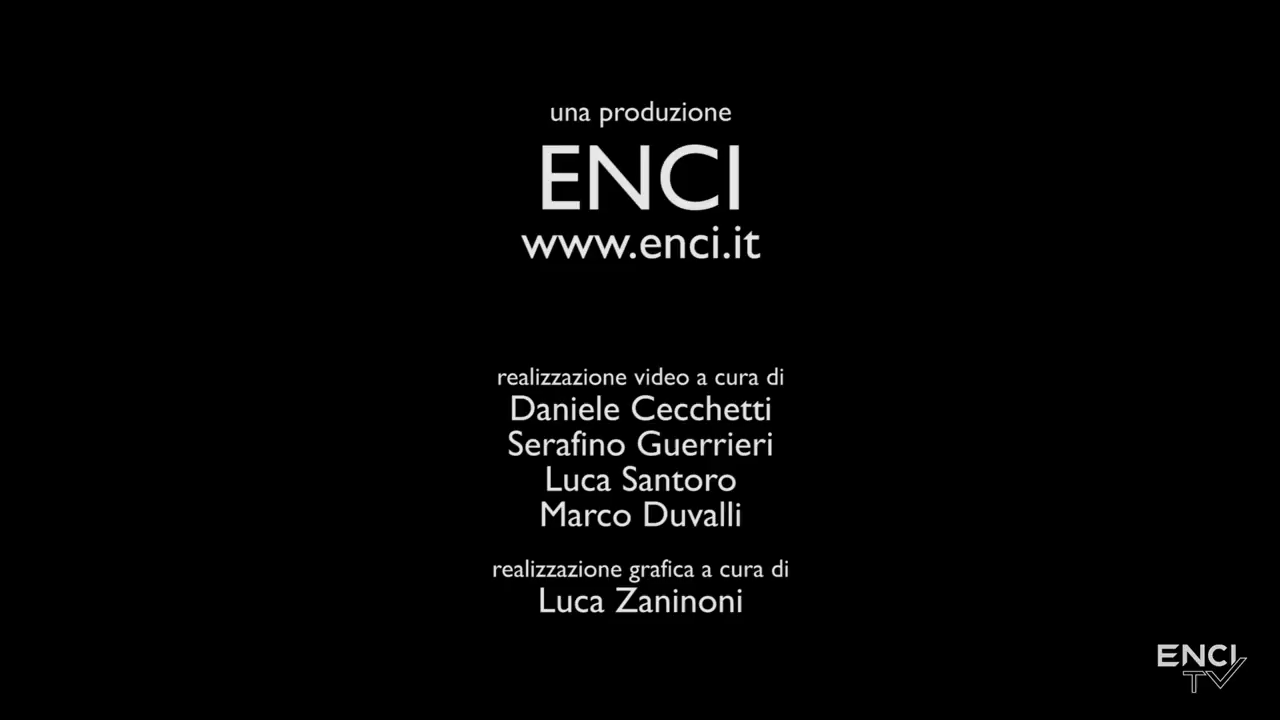 una produzione
ENCI
www.enci.it
realizzazione video a cura di
Daniele Cecchetti
Serafino Guerrieri
Luca Santoro
Marco Duvalli
realizzazione grafica a cura di
Luca Zaninoni
ENCI
TV